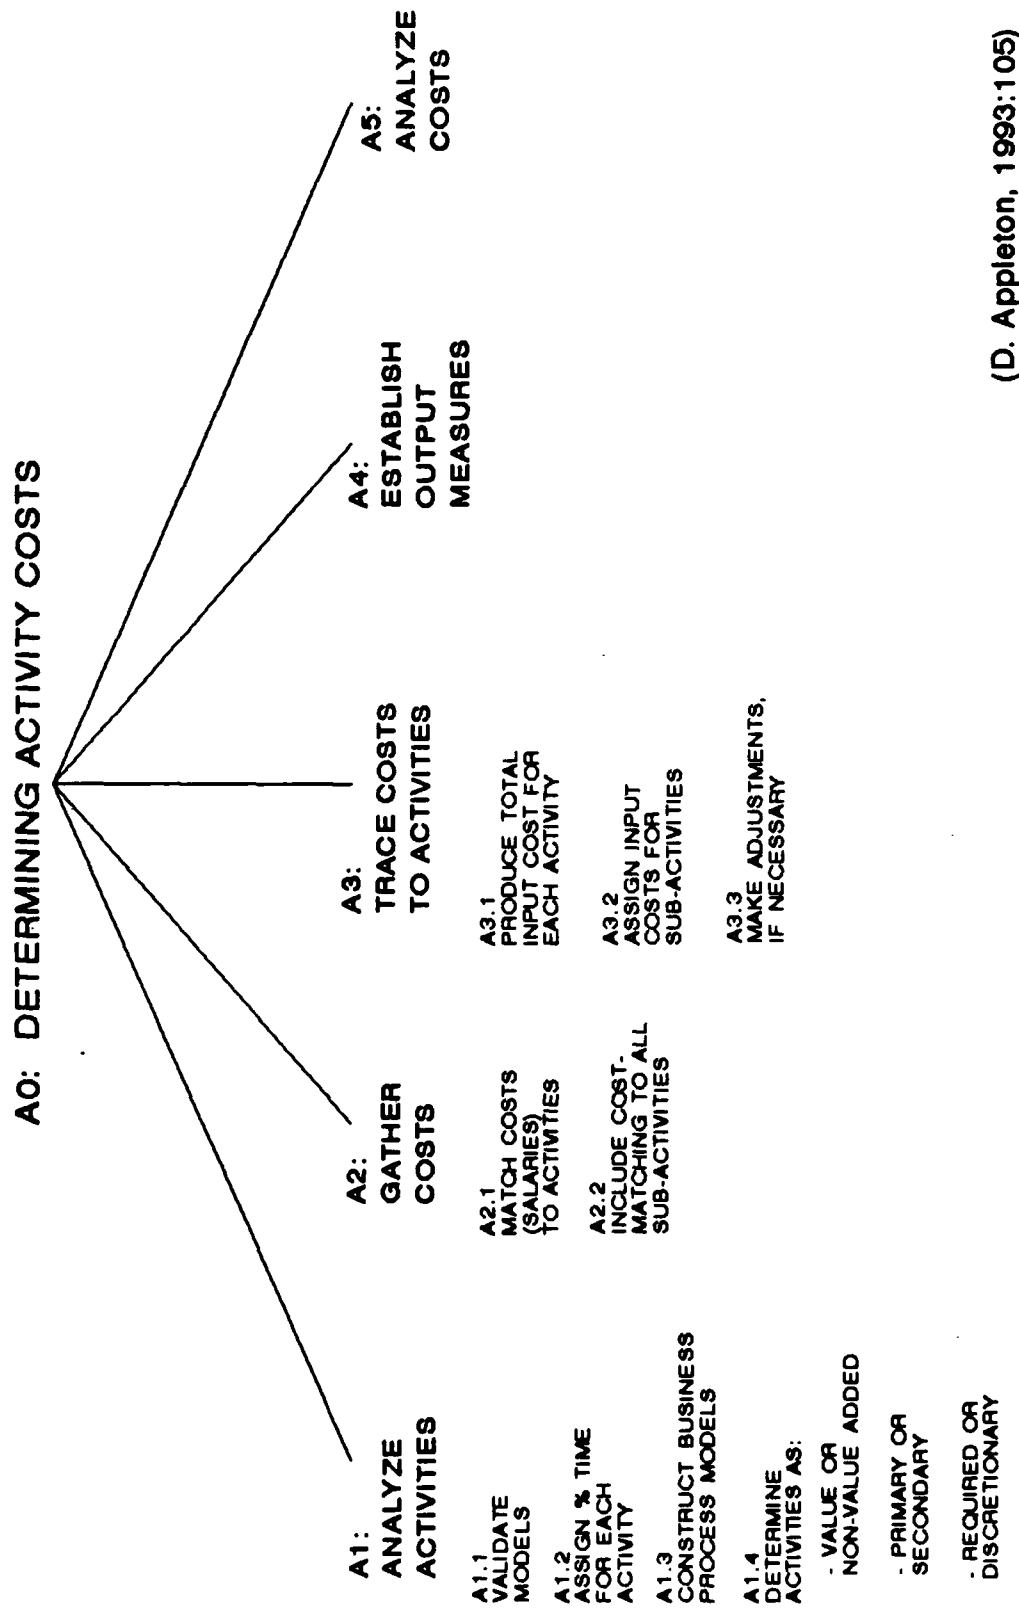 A0: DETERMINING ACTIVITY COSTS
A1:
ANALYZE
ACTIVITIES
A1.1
VALIDATE
MODELS
A1.2
ASSIGN % TIME
FOR EACH
ACTIVITY
A1.3
CONSTRUCT BUSINESS
PROCESS MODELS
A1.4
DETERMINE
ACTIVITIES AS:
- VALUE OR
NON-VALUE ADDED
- PRIMARY OR
SECONDARY
- REQUIRED OR
DISCRETIONARY
A2:
GATHER
COSTS
A2.1
MATCH COSTS
(SALARIES)
TO ACTIVITIES
A2.2
INCLUDE COST-
MATCHING TO ALL
SUB-ACTIVITIES
A3:
TRACE COSTS
TO ACTIVITIES
A3.1
PRODUCE TOTAL
INPUT COST FOR
EACH ACTIVITY
A3.2
ASSIGN INPUT
COSTS FOR
SUB-ACTIVITIES
A3.3
MAKE ADJUSTMENTS,
IF NECESSARY
A4:
ESTABLISH
OUTPUT
MEASURES
A5:
ANALYZE
COSTS
(D. Appleton, 1993:105)